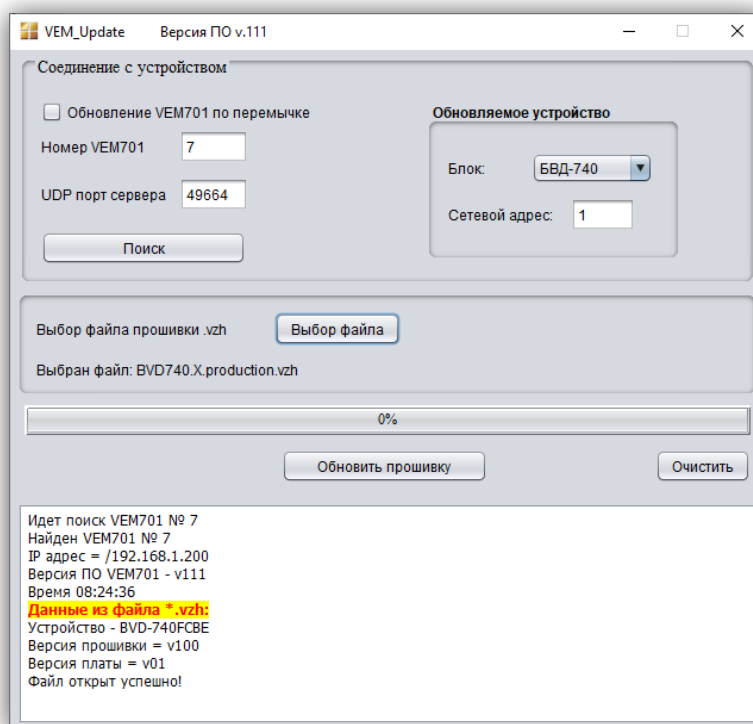 VEM_Update Версия ПО v.111
Соединение с устройством
Обновление VEM701 по перемычке
Номер VEM701 7
UDP порт сервера 49664
Поиск
Обновляемое устройство
Блок: БВД-740
Сетевой адрес: 1
Выбор файла прошивки .vzh Выбор файла
Выбран файл: BVD740.X.production.vzh
0%
Обновить прошивку Очистить
Идет поиск VEM701 № 7
Найден VEM701 № 7
IP адрес = /192.168.1.200
Версия ПО VEM701 - v111
Время 08:24:36
Данные из файла *.vzh:
Устройство - BVD-740FCBE
Версия прошивки = v100
Версия платы = v01
Файл открыт успешно!